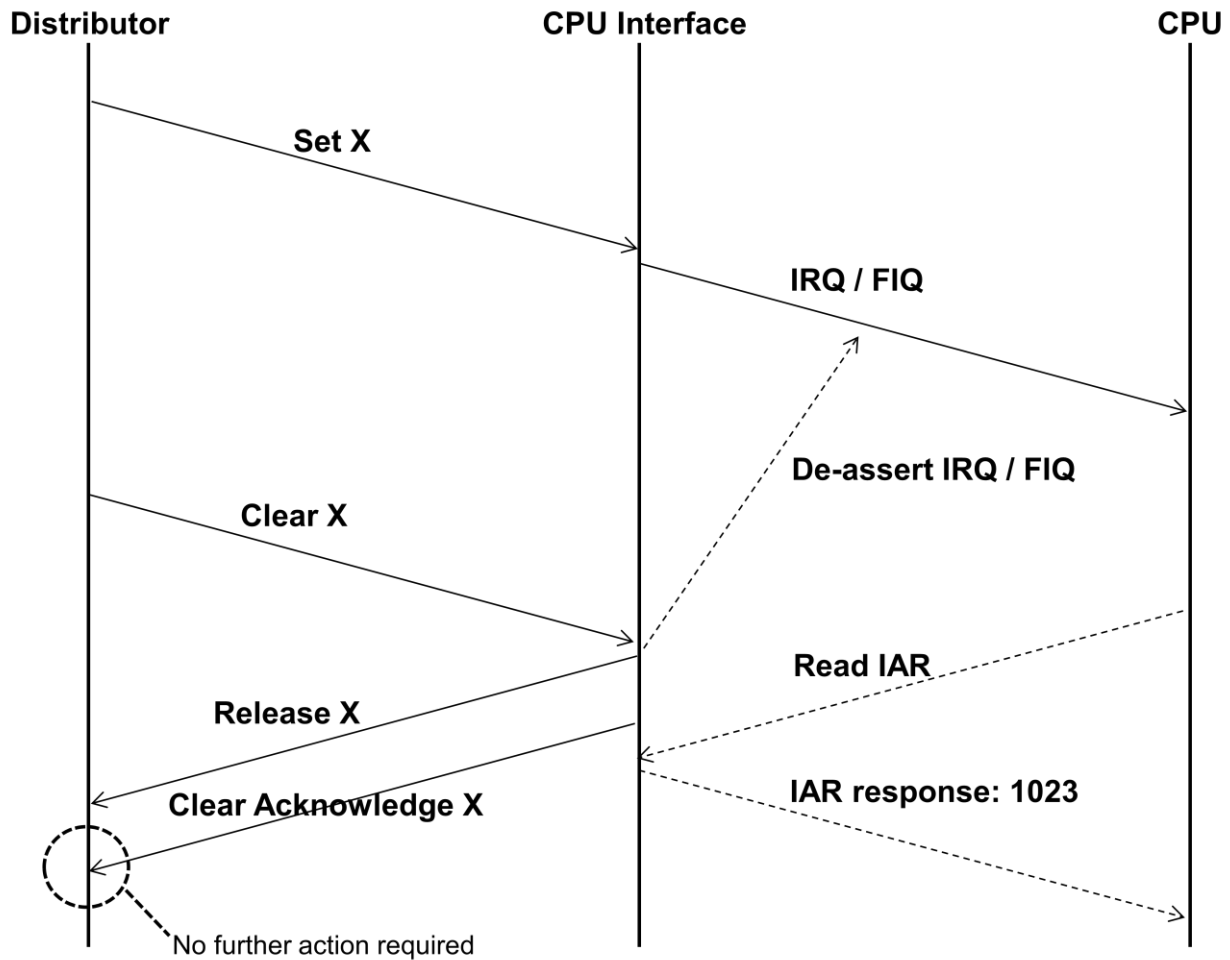 Distributor
CPU Interface
CPU
Set X
IRQ / FIQ
De-assert IRQ / FIQ
Clear X
Read IAR
Release X
IAR response: 1023
Clear Acknowledge X
No further action required